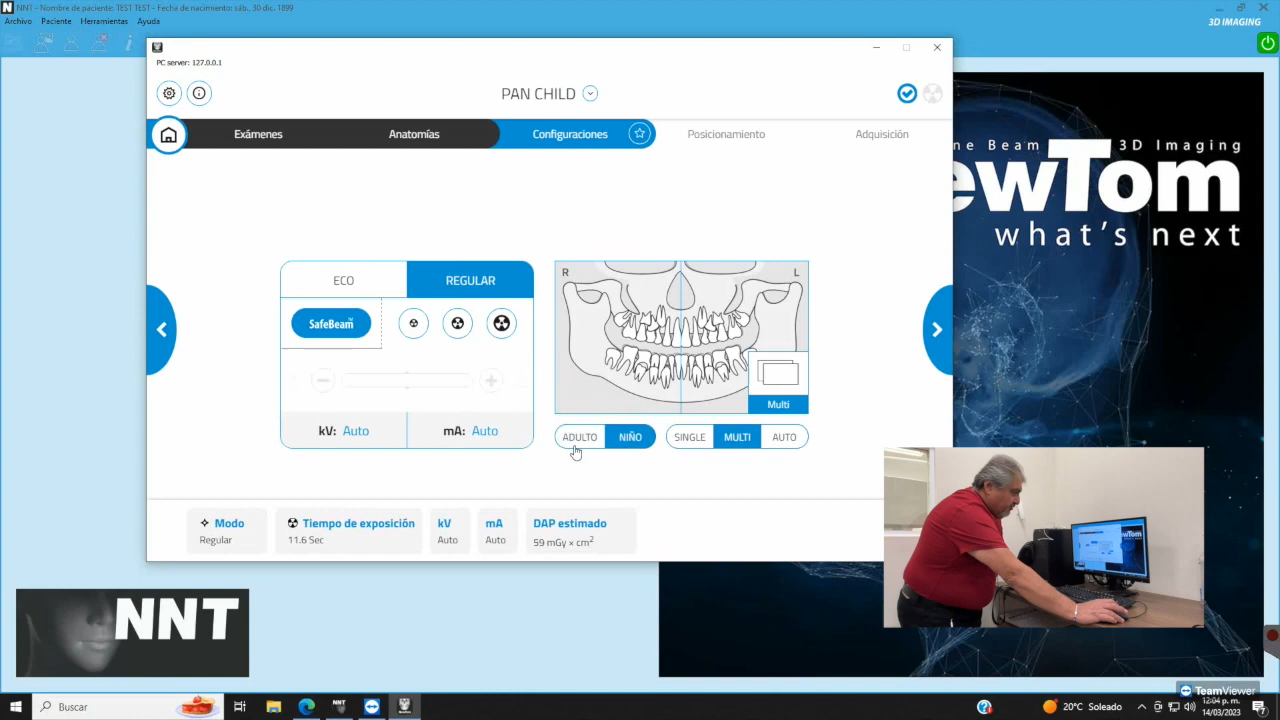 NNT - Nombre de paciente: TEST TEST - Fecha de nacimiento: sáb., 30 dic. 1899
Archivo Paciente Herramientas Ayuda
3D IMAGING
PC server: 127.0.0.1
PAN CHILD
Exámenes Anatomías Configuraciones Posicionamiento Adquisición
ne Beam 3D Imaging
ewTom
what's next
ECO REGULAR
R L
SafeBeam™
Multi
kV: Auto mA: Auto
ADULTO NIÑO SINGLE MULTI AUTO
Modo
Regular
Tiempo de exposición
11.6 Sec
kV
Auto
mA
Auto
DAP estimado
59 mGy × cm²
NNT
TeamViewer
Buscar
20°C Soleado
12:04 p. m.
14/03/2023